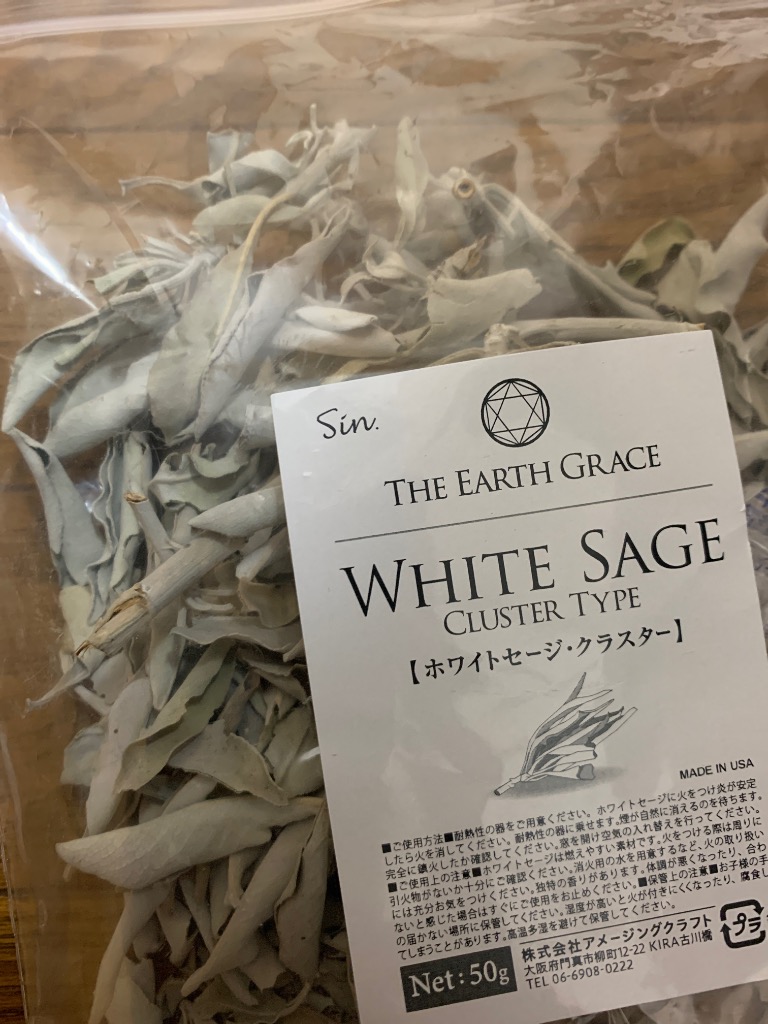 Sin.
THE EARTH GRACE
WHITE SAGE
CLUSTER TYPE
【ホワイトセージ・クラスター】
MADE IN USA
■ご使用方法■耐熱性の器をご用意ください。ホワイトセージに火をつけ炎が安定
したら火を消してください。耐熱性の器に乗せます。煙が自然に消えるのを待ちます。
完全に鎮火したか確認してください。窓を開け空気の入れ替えを行ってください。
■ご使用上の注意■ホワイトセージは燃えやすい素材です。火をつける際は周りに
引火物がないか十分にご確認ください。消火用の水を用意するなど、火の取り扱い
には充分お気をつけください。独特の香りがあります。体調が悪くなったり、合わ
ないと感じた場合はすぐにご使用をお止めください。■保管上の注意■お子様の手
の届かない場所に保管してください。湿度が高いと火が付きにくくなったり、腐食し
てしまうことがあります。高温多湿を避けて保管してください。
Net:50g
株式会社アメージングクラフト
大阪府門真市柳町12-22 KIRA古川橋
TEL 06-6908-0222
プラ